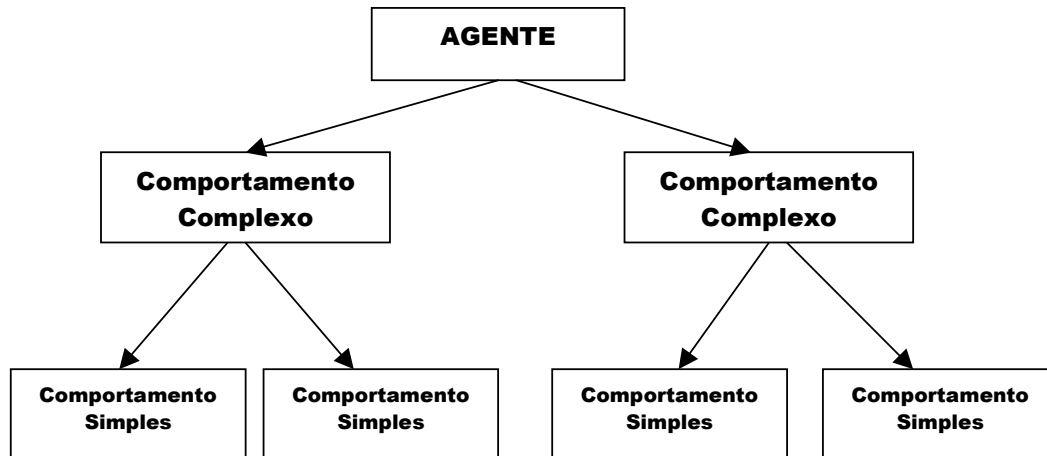 AGENTE
Comportamento
Complexo
Comportamento
Complexo
Comportamento
Simples
Comportamento
Simples
Comportamento
Simples
Comportamento
Simples